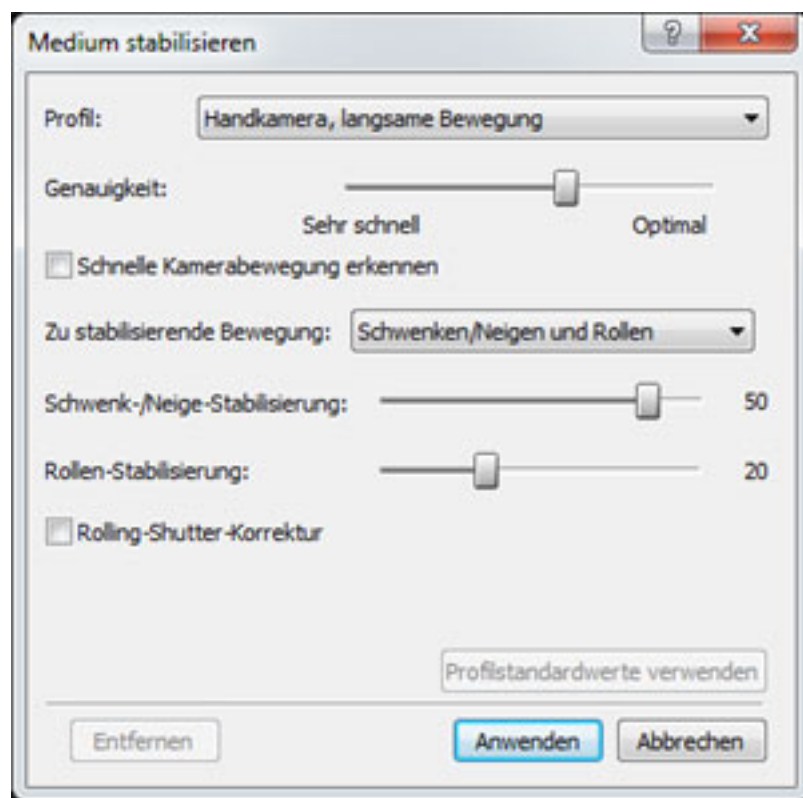 Medium stabilisieren
Profil: Handkamera, langsame Bewegung
Genauigkeit:
Sehr schnell Optimal
Schnelle Kamerabewegung erkennen
Zu stabilisierende Bewegung: Schwenken/Neigen und Rollen
Schwenk-/Neige-Stabilisierung: 50
Rollen-Stabilisierung: 20
Rolling-Shutter-Korrektur
Profilstandardwerte verwenden
Entfernen Anwenden Abbrechen